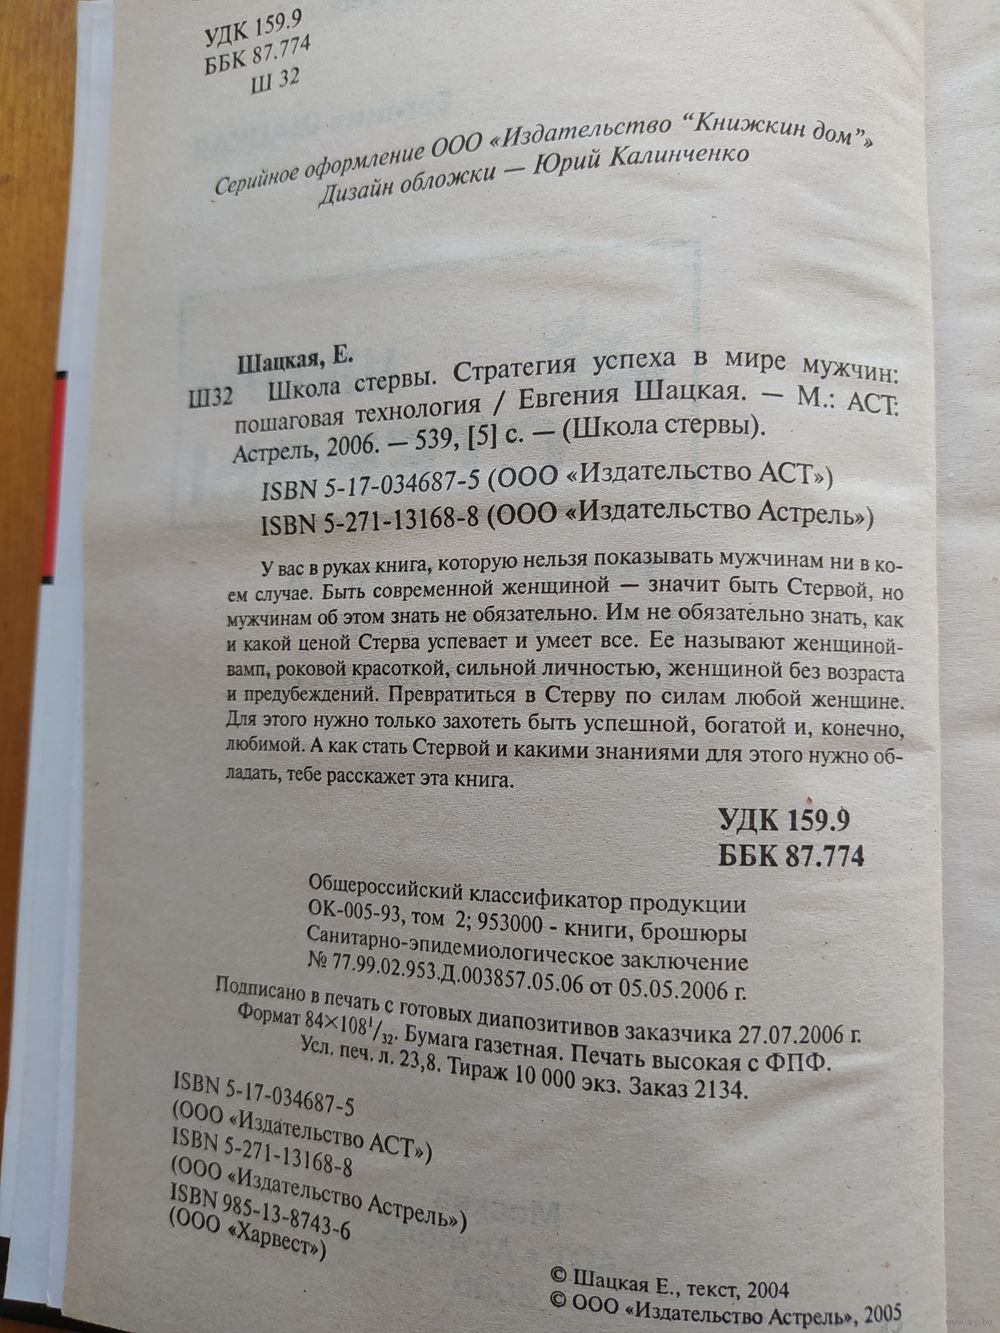 УДК 159.9
ББК 87.774
Ш 32
Серийное оформление ООО «Издательство “Книжкин дом”»
Дизайн обложки — Юрий Калинченко
Шацкая, Е.
Ш32 Школа стервы. Стратегия успеха в мире мужчин:
пошаговая технология / Евгения Шацкая. — М.: АСТ:
Астрель, 2006. — 539, [5] с. — (Школа стервы).
ISBN 5-17-034687-5 (ООО «Издательство АСТ»)
ISBN 5-271-13168-8 (ООО «Издательство Астрель»)
У вас в руках книга, которую нельзя показывать мужчинам ни в ко-
ем случае. Быть современной женщиной — значит быть Стервой, но
мужчинам об этом знать не обязательно. Им не обязательно знать, как
и какой ценой Стерва успевает и умеет все. Ее называют женщиной-
вамп, роковой красоткой, сильной личностью, женщиной без возраста
и предубеждений. Превратиться в Стерву по силам любой женщине.
Для этого нужно только захотеть быть успешной, богатой и, конечно,
любимой. А как стать Стервой и какими знаниями для этого нужно об-
ладать, тебе расскажет эта книга.
УДК 159.9
ББК 87.774
Общероссийский классификатор продукции
ОК-005-93, том 2; 953000 - книги, брошюры
Санитарно-эпидемиологическое заключение
№ 77.99.02.953.Д.003857.05.06 от 05.05.2006 г.
Подписано в печать с готовых диапозитивов заказчика 27.07.2006 г.
Формат 84×108¹/₃₂. Бумага газетная. Печать высокая с ФПФ.
Усл. печ. л. 23,8. Тираж 10 000 экз. Заказ 2134.
ISBN 5-17-034687-5
(ООО «Издательство АСТ»)
ISBN 5-271-13168-8
(ООО «Издательство Астрель»)
ISBN 985-13-8743-6
(ООО «Харвест»)
© Шацкая Е., текст, 2004
© ООО «Издательство Астрель», 2005
www.ay.by